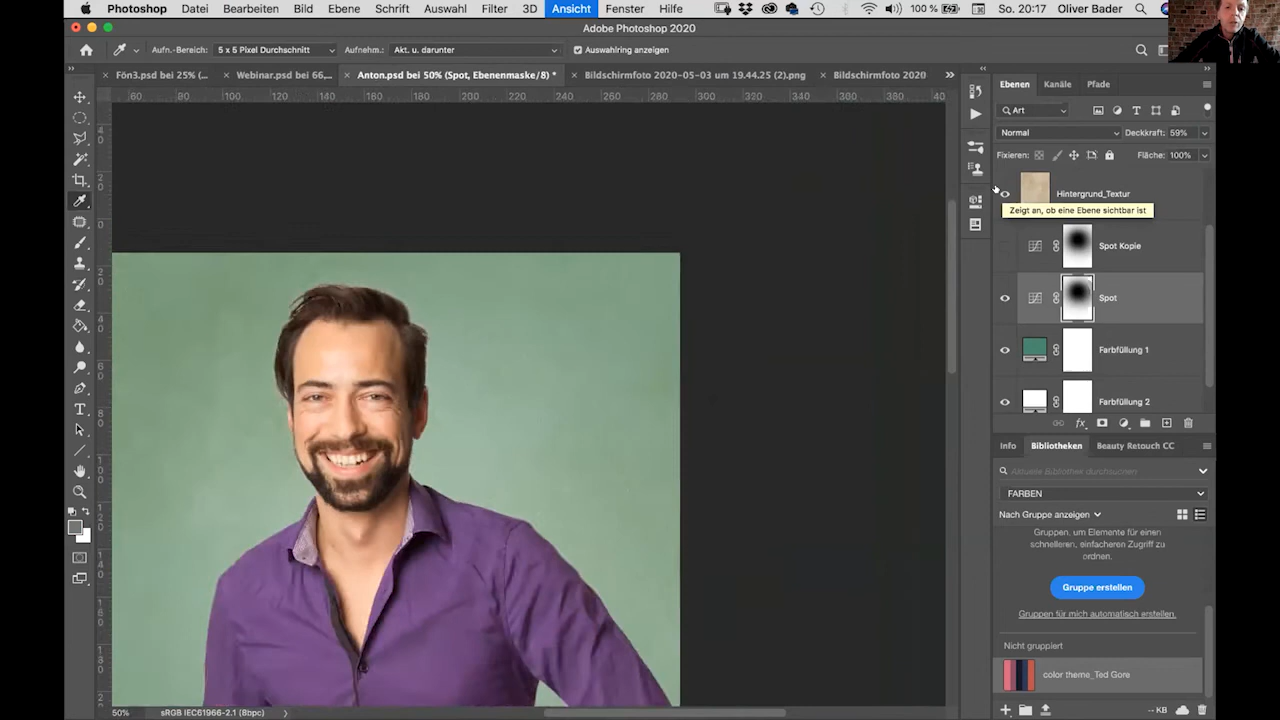 Photoshop Datei Bearbeiten Bild Ebene Schrift Auswahl Filter 3D Ansicht Fenster Hilfe 100 % So. 20:17 Oliver Bader
Adobe Photoshop 2020
Aufn.-Bereich: 5 x 5 Pixel Durchschnitt Aufnehm.: Akt. u. darunter Auswahlring anzeigen
Fön3.psd bei 25% (... Webinar.psd bei 66,... Anton.psd bei 50% (Spot, Ebenenmaske/8) * Bildschirmfoto 2020-05-03 um 19.44.25 (2).png Bildschirmfoto 2020
60 80 100 120 140 160 180 200 220 240 260 280 300 320 340 360 380 40
Ebenen Kanäle Pfade
Art
Normal Deckkraft: 59%
Fixieren: Fläche: 100%
Hintergrund_Textur
Zeigt an, ob eine Ebene sichtbar ist
Spot Kopie
Spot
Farbfüllung 1
Farbfüllung 2
Info Bibliotheken Beauty Retouch CC
Aktuelle Bibliothek durchsuchen
FARBEN
Nach Gruppe anzeigen
Gruppen, um Elemente für einen
schnelleren, einfacheren Zugriff zu
ordnen.
Gruppe erstellen
Gruppen für mich automatisch erstellen.
Nicht gruppiert
color theme_Ted Gore
50% sRGB IEC61966-2.1 (8bpc) -- KB